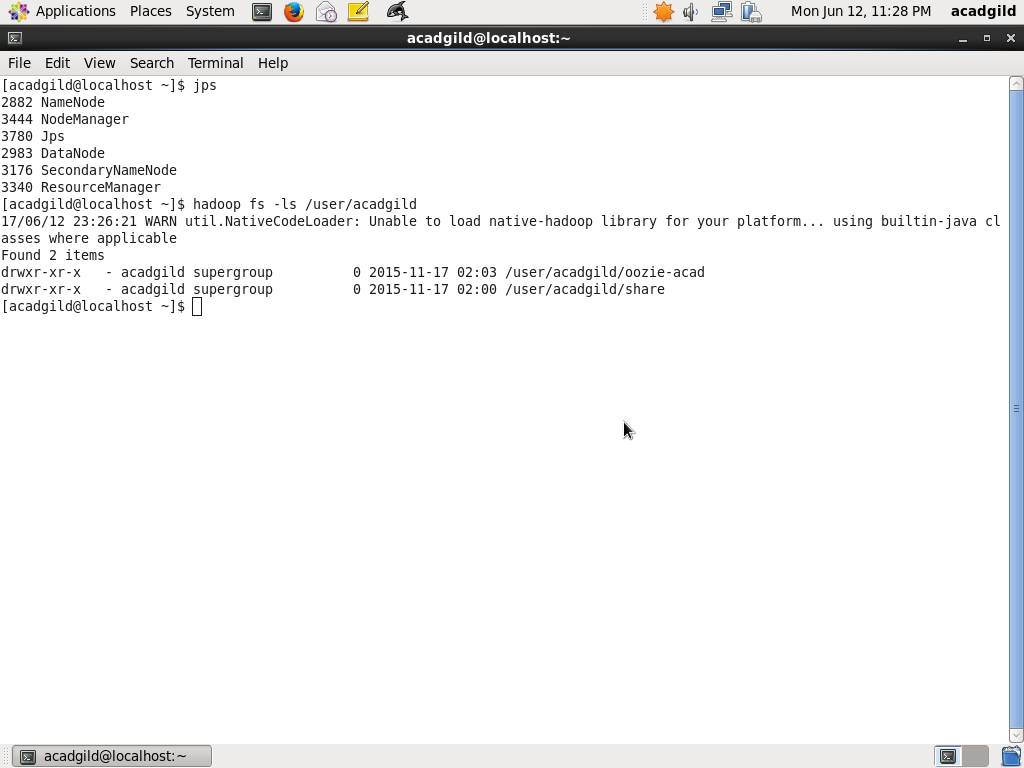 Applications Places System Mon Jun 12, 11:28 PM acadgild
acadgild@localhost:~
File Edit View Search Terminal Help
[acadgild@localhost ~]$ jps
2882 NameNode
3444 NodeManager
3780 Jps
2983 DataNode
3176 SecondaryNameNode
3340 ResourceManager
[acadgild@localhost ~]$ hadoop fs -ls /user/acadgild
17/06/12 23:26:21 WARN util.NativeCodeLoader: Unable to load native-hadoop library for your platform... using builtin-java cl
asses where applicable
Found 2 items
drwxr-xr-x   - acadgild supergroup          0 2015-11-17 02:03 /user/acadgild/oozie-acad
drwxr-xr-x   - acadgild supergroup          0 2015-11-17 02:00 /user/acadgild/share
[acadgild@localhost ~]$
acadgild@localhost:~